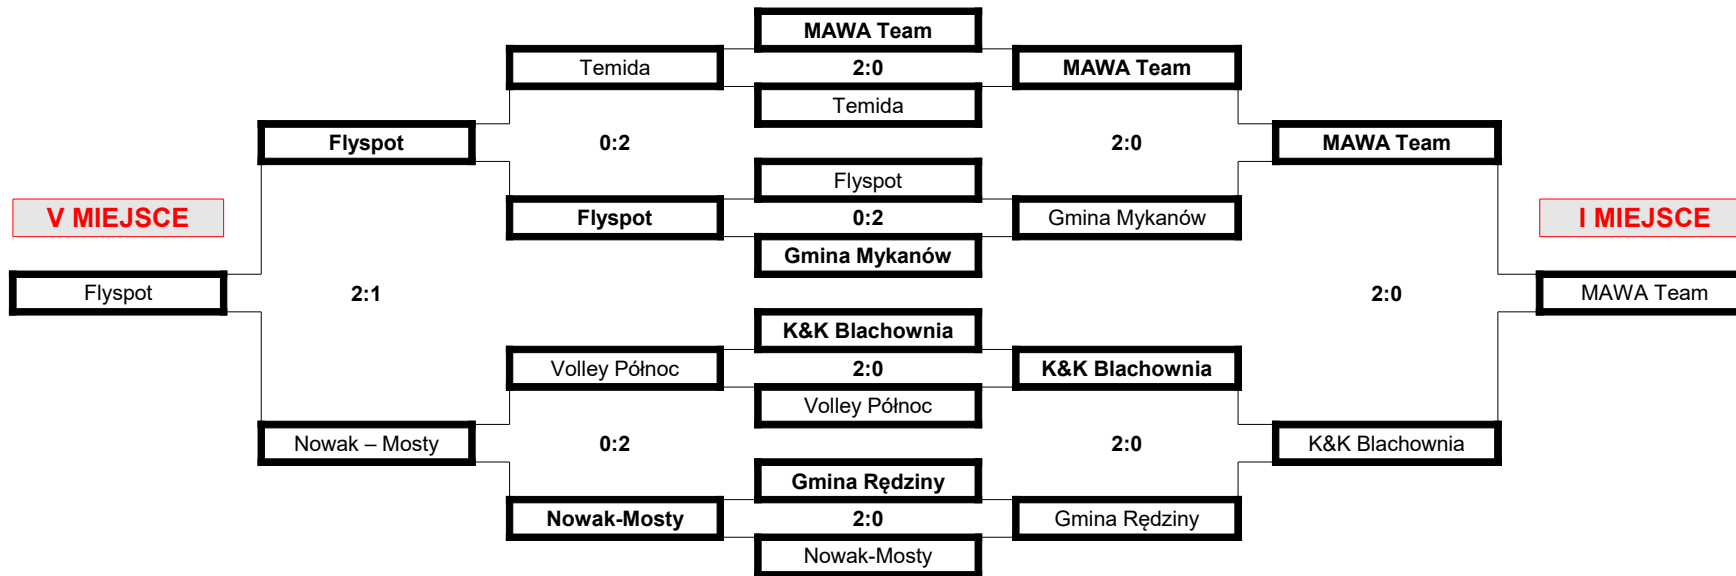 MAWA Team
Temida 2:0 MAWA Team
Temida
Flyspot 0:2 2:0 MAWA Team
Flyspot
V MIEJSCE Flyspot 0:2 Gmina Mykanów I MIEJSCE
Gmina Mykanów
Flyspot 2:1 2:0 MAWA Team
K&K Blachownia
Volley Północ 2:0 K&K Blachownia
Volley Północ
Nowak – Mosty 0:2 2:0 K&K Blachownia
Gmina Rędziny
Nowak-Mosty 2:0 Gmina Rędziny
Nowak-Mosty